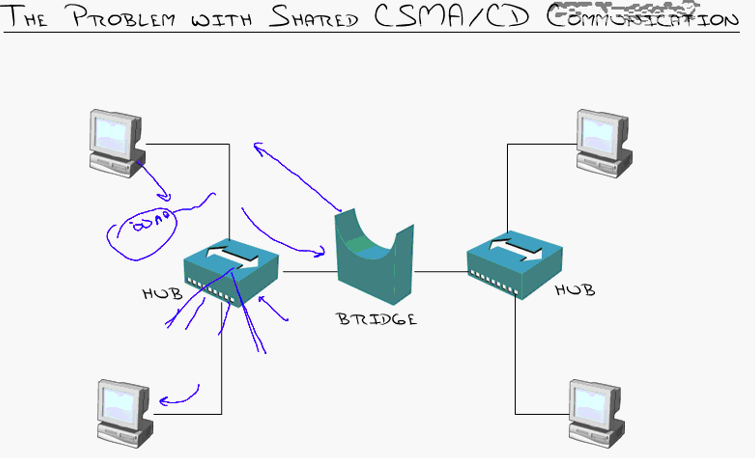 THE PROBLEM WITH SHARED CSMA/CD COMMUNICATION
HUB
BRIDGE
HUB